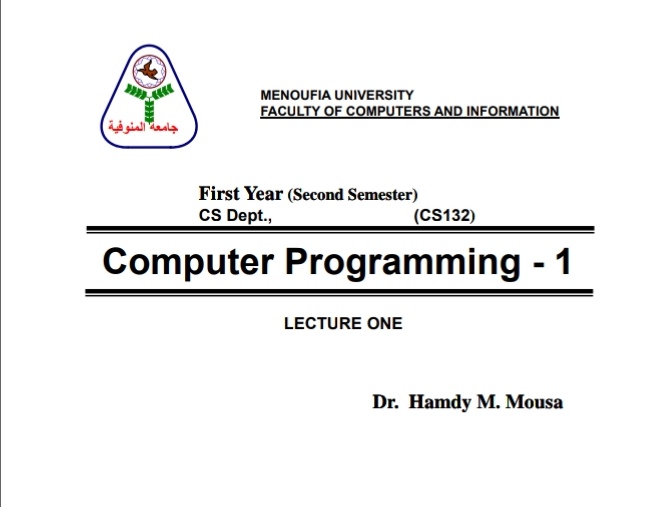 جامعة المنوفية
MENOUFIA UNIVERSITY
FACULTY OF COMPUTERS AND INFORMATION
First Year (Second Semester)
CS Dept., (CS132)
Computer Programming - 1
LECTURE ONE
Dr. Hamdy M. Mousa